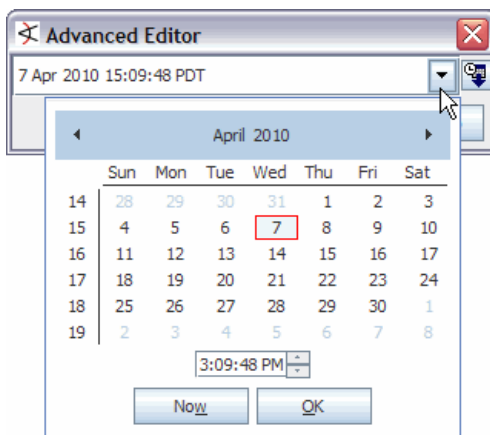 Advanced Editor
7 Apr 2010 15:09:48 PDT
April 2010
Sun Mon Tue Wed Thu Fri Sat
14 28 29 30 31 1 2 3
15 4 5 6 7 8 9 10
16 11 12 13 14 15 16 17
17 18 19 20 21 22 23 24
18 25 26 27 28 29 30 1
19 2 3 4 5 6 7 8
3:09:48 PM
Now OK